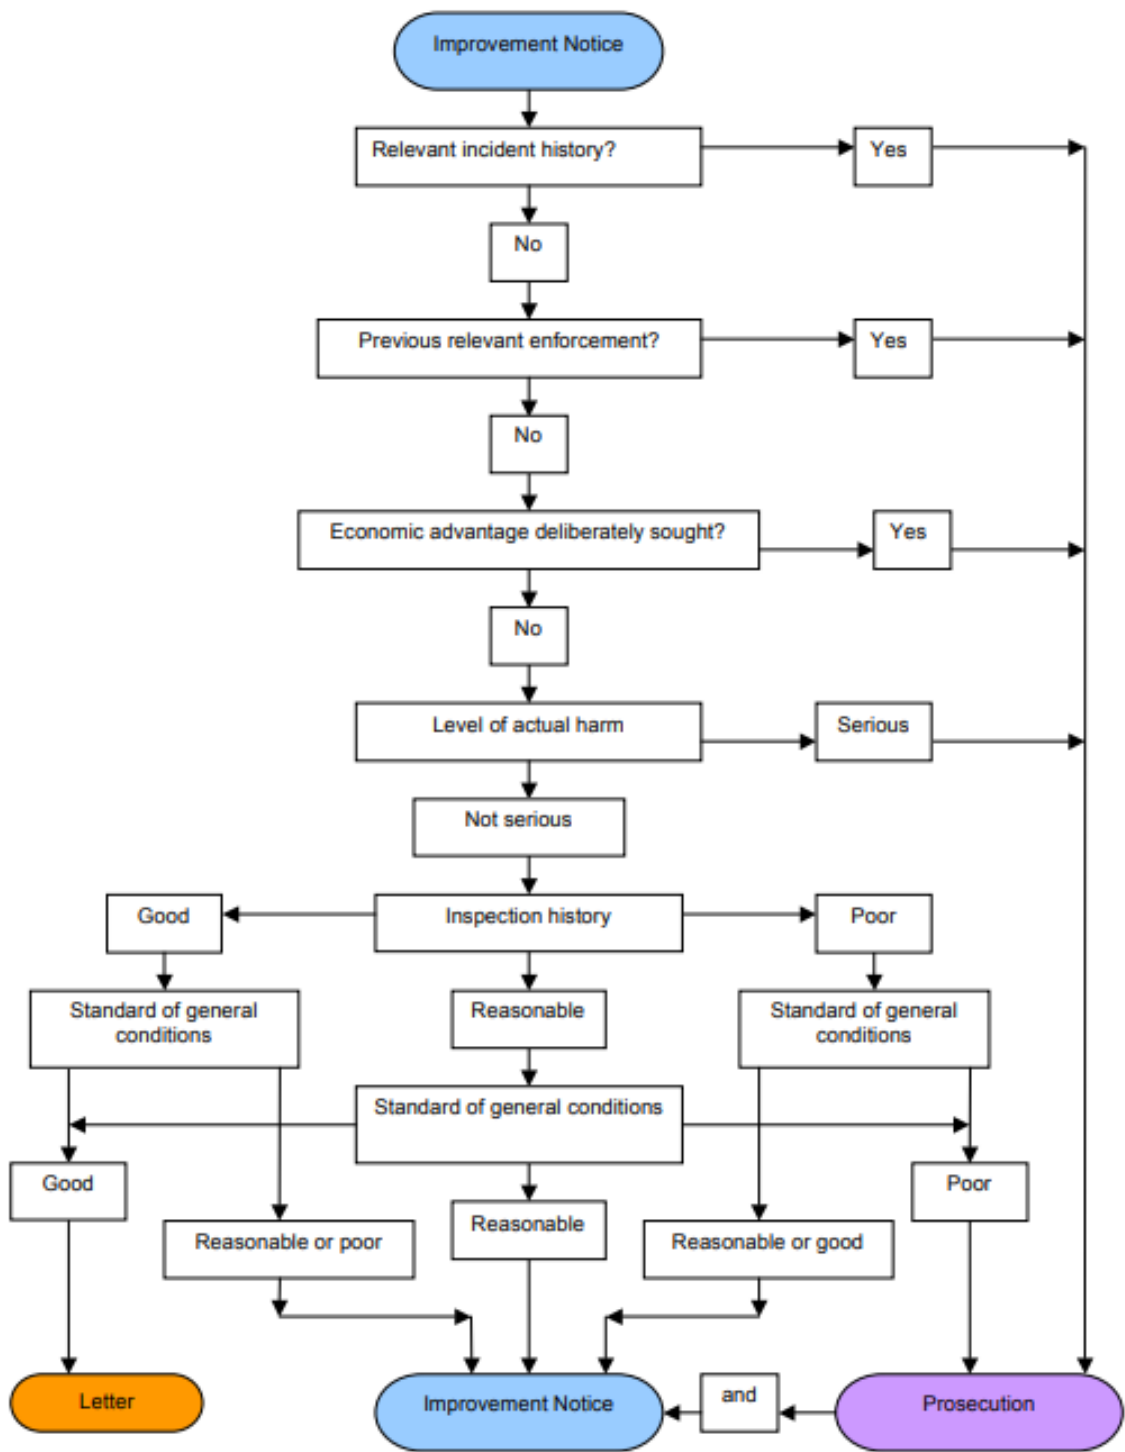 Improvement Notice
Relevant incident history?
Yes
No
Previous relevant enforcement?
Yes
No
Economic advantage deliberately sought?
Yes
No
Level of actual harm
Serious
Not serious
Good
Inspection history
Poor
Standard of general
conditions
Reasonable
Standard of general
conditions
Standard of general conditions
Good
Poor
Reasonable
Reasonable or poor
Reasonable or good
Letter
Improvement Notice
and
Prosecution